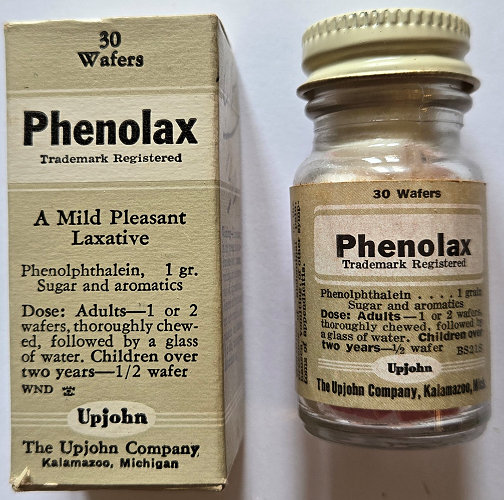 30
Wafers
Phenolax
Trademark Registered
A Mild Pleasant
Laxative
Phenolphthalein, 1 gr.
Sugar and aromatics
Dose: Adults—1 or 2
wafers, thoroughly chew-
ed, followed by a glass
of water. Children over
two years—1/2 wafer
WND
Upjohn
The Upjohn Company
Kalamazoo, Michigan
30 Wafers
Phenolax
Trademark Registered
Phenolphthalein . . . . 1 grain
Sugar and aromatics
Dose: Adults — 1 or 2 wafers,
thoroughly chewed, followed by
a glass of water. Children over
two years—½ wafer BS218
Upjohn
The Upjohn Company, Kalamazoo, Mich.